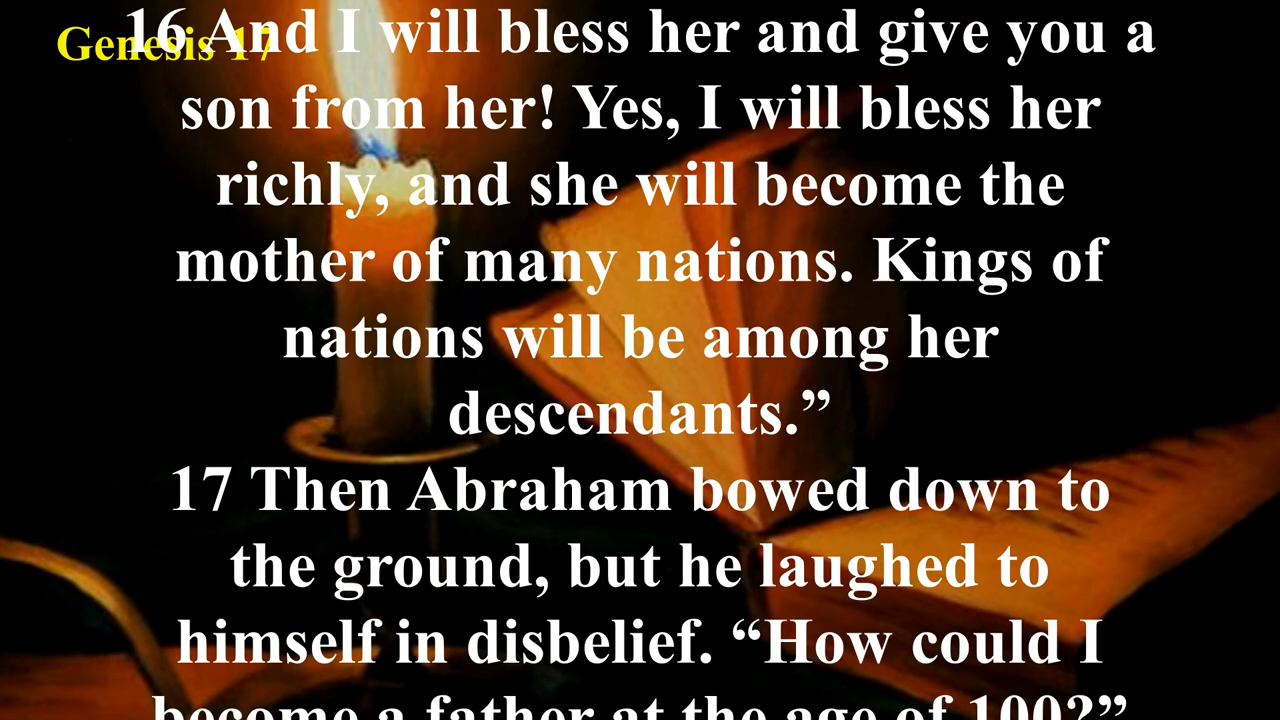 Genesis 17
16 And I will bless her and give you a
son from her! Yes, I will bless her
richly, and she will become the
mother of many nations. Kings of
nations will be among her
descendants.”
17 Then Abraham bowed down to
the ground, but he laughed to
himself in disbelief. “How could I
become a father at the age of 100?”